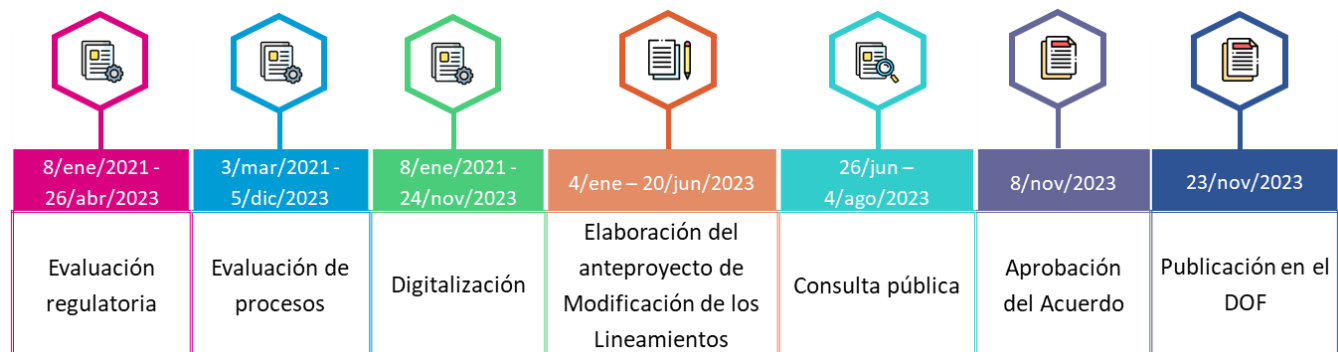 8/ene/2021 -
26/abr/2023
3/mar/2021 -
5/dic/2023
8/ene/2021 -
24/nov/2023
4/ene – 20/jun/2023
26/jun –
4/ago/2023
8/nov/2023
23/nov/2023
Evaluación
regulatoria
Evaluación de
procesos
Digitalización
Elaboración del
anteproyecto de
Modificación de los
Lineamientos
Consulta pública
Aprobación
del Acuerdo
Publicación en el
DOF